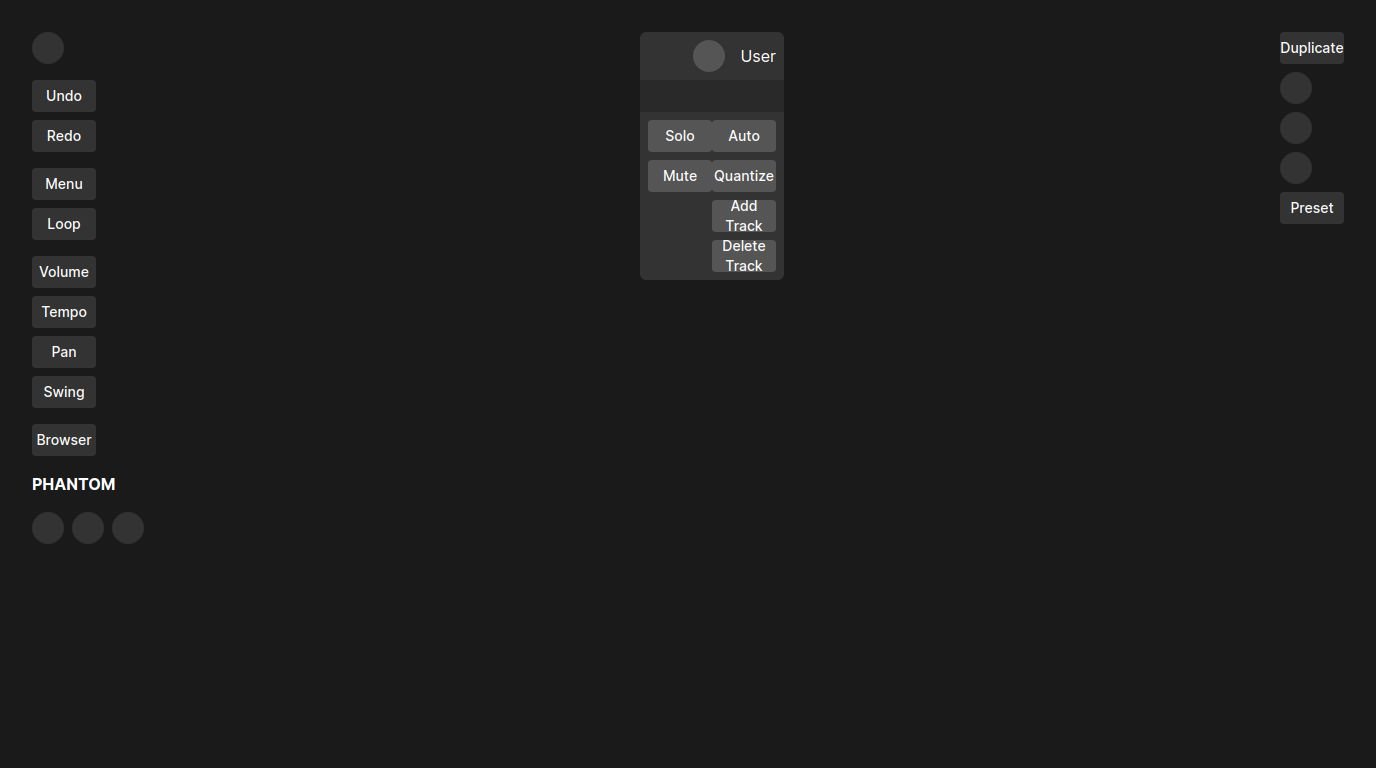 Undo
Redo
Menu
Loop
Volume
Tempo
Pan
Swing
Browser
PHANTOM
User
Solo Auto
Mute Quantize
Add
Track
Delete
Track
Duplicate
Preset